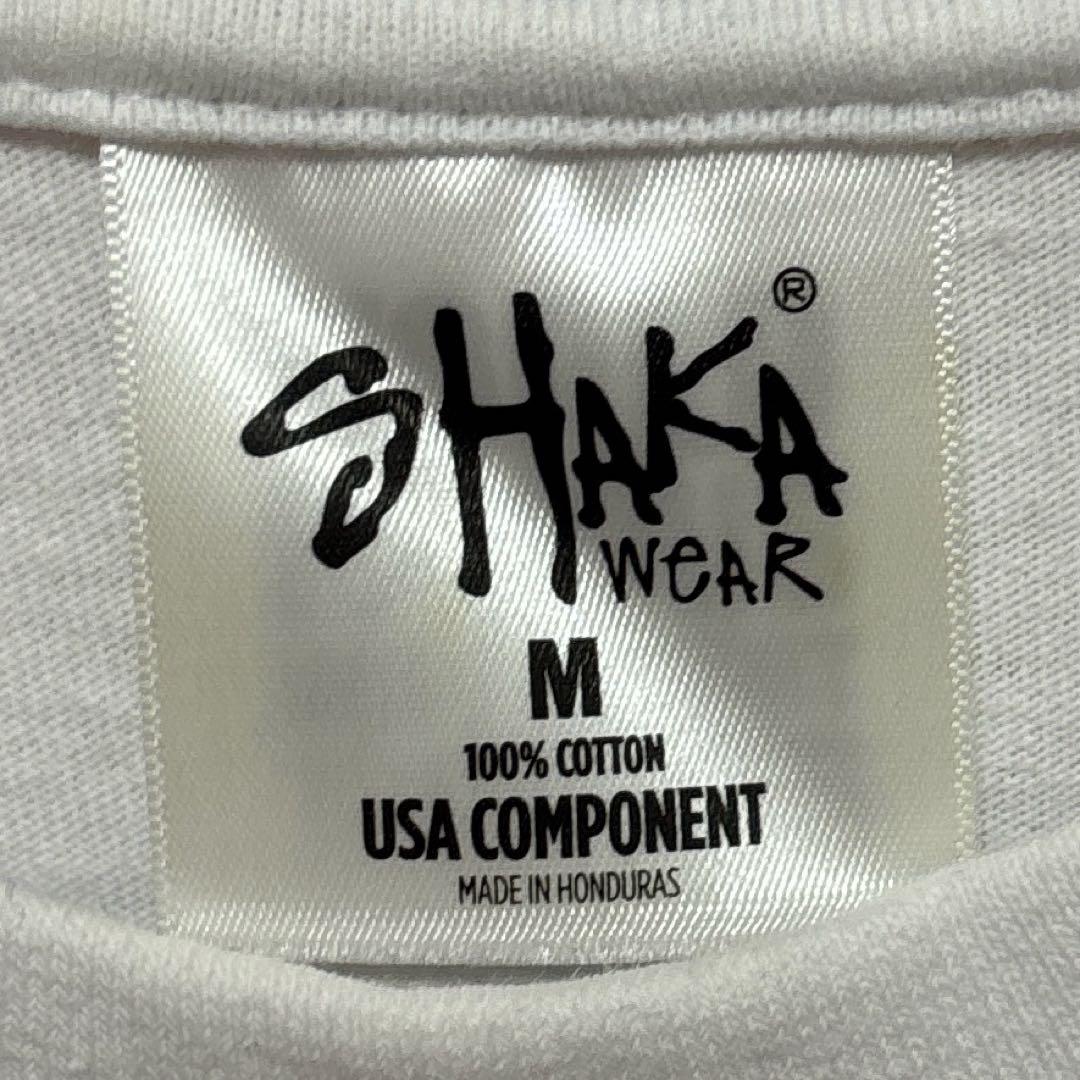 SHAKA ®
WeAR
M
100% COTTON
USA COMPONENT
MADE IN HONDURAS